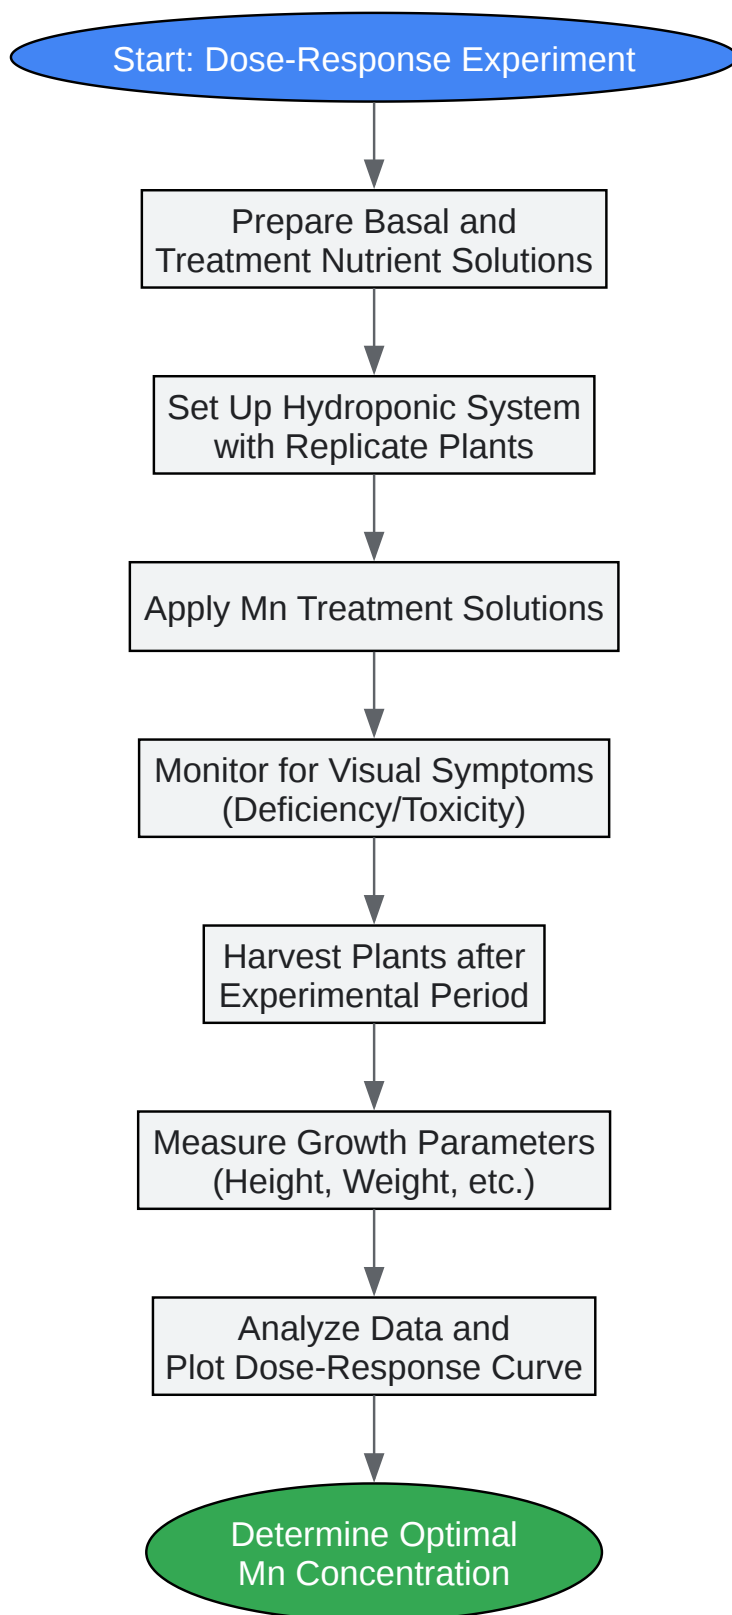 Start: Dose-Response Experiment
Prepare Basal and
Treatment Nutrient Solutions
Set Up Hydroponic System
with Replicate Plants
Apply Mn Treatment Solutions
Monitor for Visual Symptoms
(Deficiency/Toxicity)
Harvest Plants after
Experimental Period
Measure Growth Parameters
(Height, Weight, etc.)
Analyze Data and
Plot Dose-Response Curve
Determine Optimal
Mn Concentration